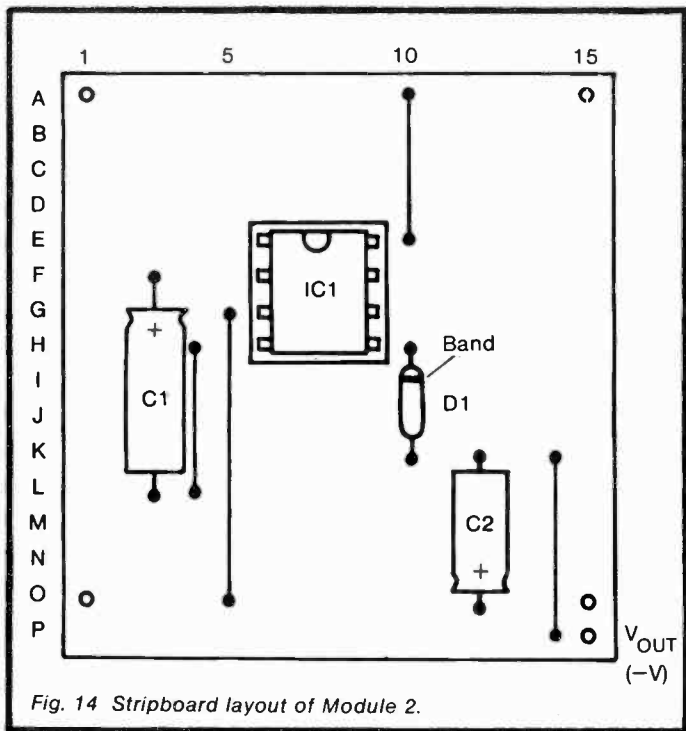 1 5 10 15
A
B
C
D
E
F
IC1
G
+
H
Band
I
C1
D1
J
K
L
M
C2
N
+
O
P
VOUT
(−V)
Fig. 14 Stripboard layout of Module 2.